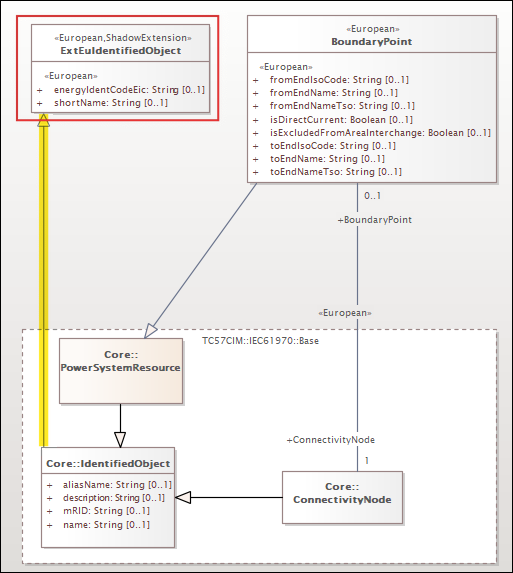 «European,ShadowExtension»
ExtEuIdentifiedObject
«European»
+ energyIdentCodeEic: String [0..1]
+ shortName: String [0..1]
«European»
BoundaryPoint
«European»
+ fromEndIsoCode: String [0..1]
+ fromEndName: String [0..1]
+ fromEndNameTso: String [0..1]
+ isDirectCurrent: Boolean [0..1]
+ isExcludedFromAreaInterchange: Boolean [0..1]
+ toEndIsoCode: String [0..1]
+ toEndName: String [0..1]
+ toEndNameTso: String [0..1]
0..1
+BoundaryPoint
«European»
TC57CIM::IEC61970::Base
Core::
PowerSystemResource
+ConnectivityNode
1
Core::IdentifiedObject
+ aliasName: String [0..1]
+ description: String [0..1]
+ mRID: String [0..1]
+ name: String [0..1]
Core::
ConnectivityNode